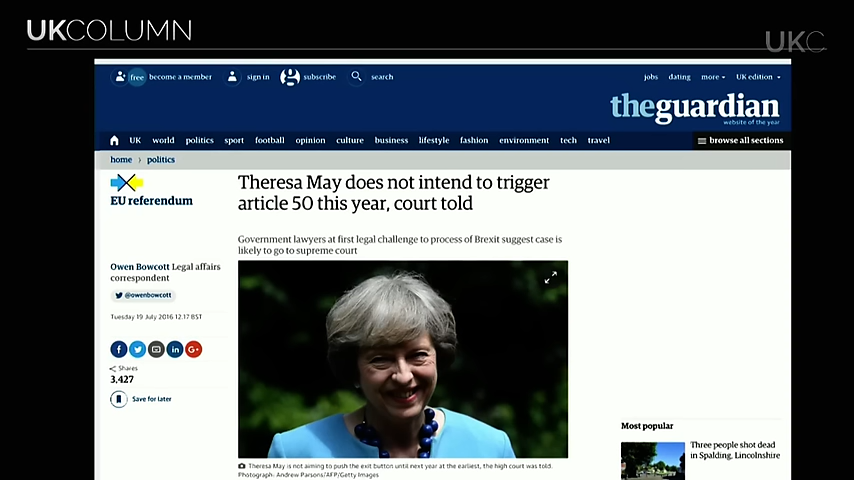 UKCOLUMN
UKC
free become a member sign in subscribe search jobs dating more UK edition
theguardian
website of the year
UK world politics sport football opinion culture business lifestyle fashion environment tech travel browse all sections
home › politics
EU referendum
Theresa May does not intend to trigger
article 50 this year, court told
Government lawyers at first legal challenge to process of Brexit suggest case is
likely to go to supreme court
Owen Bowcott Legal affairs
correspondent
@owenbowcott
Tuesday 19 July 2016 12.17 BST
Shares
3,427
Save for later
Theresa May is not aiming to push the exit button until next year at the earliest, the high court was told.
Photograph: Andrew Parsons/AFP/Getty Images
Most popular
Three people shot dead
in Spalding, Lincolnshire